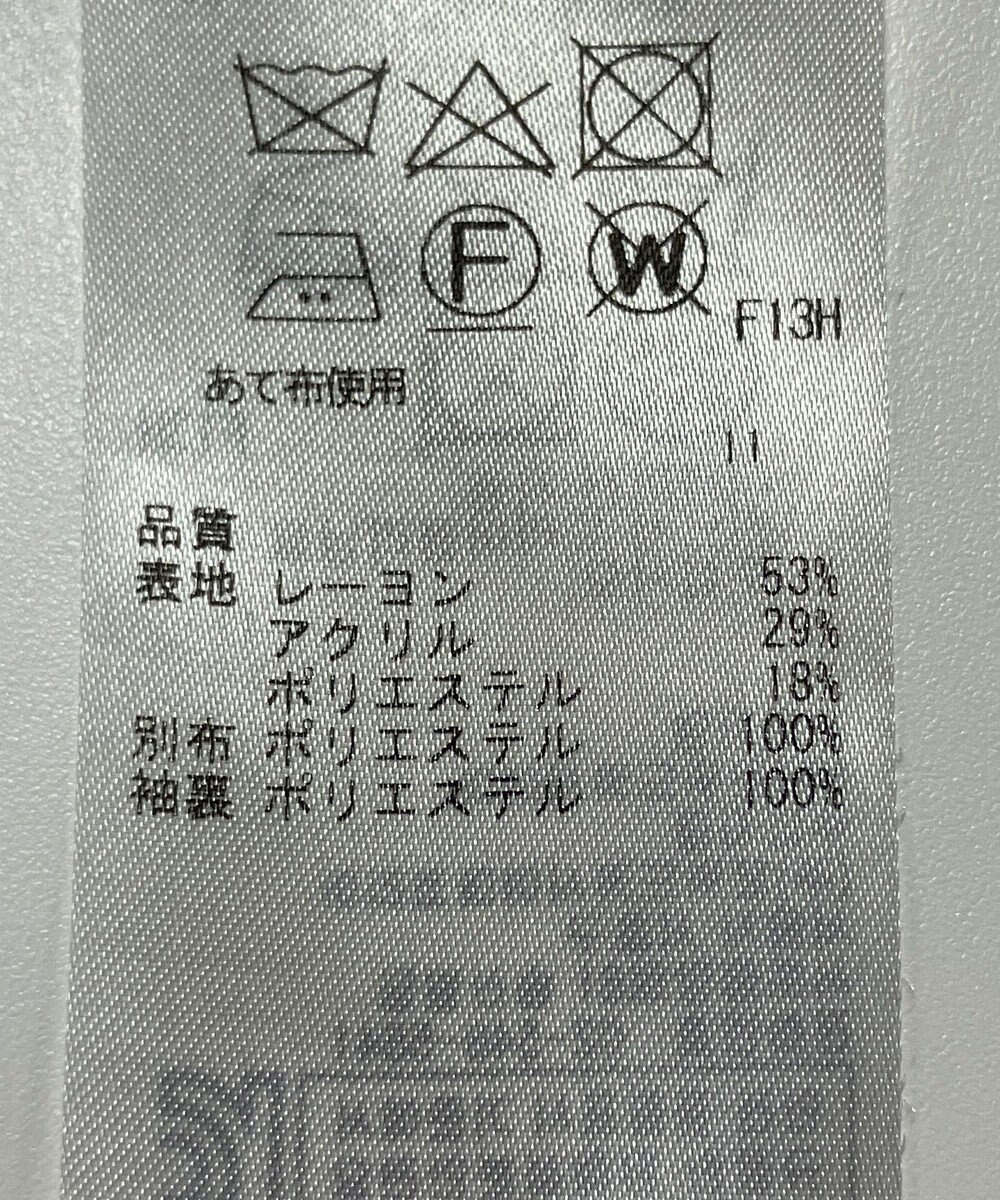 F W F13H
あて布使用
11
品質
表地 レーヨン 53%
アクリル 29%
ポリエステル 18%
別布 ポリエステル 100%
袖裏 ポリエステル 100%